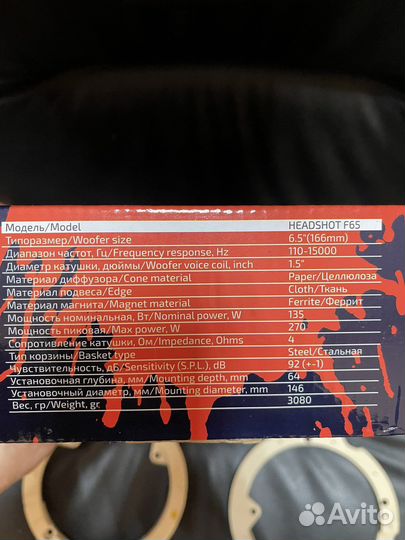 Модель/Model HEADSHOT F65
Типоразмер/Woofer size 6.5"(166mm)
Диапазон частот, Гц/Frequency response, Hz 110-15000
Диаметр катушки, дюймы/Woofer voice coil, inch 1.5"
Материал диффузора/Cone material Paper/Целлюлоза
Материал подвеса/Edge Cloth/Ткань
Материал магнита/Magnet material Ferrite/Феррит
Мощность номинальная, Вт/Nominal power, W 135
Мощность пиковая/Max power, W 270
Сопротивление катушки, Ом/Impedance, Ohms 4
Тип корзины/Basket type Steel/Стальная
Чувствительность, дб/Sensitivity (S.P.L.), dB 92 (+-1)
Установочная глубина, мм/Mounting depth, mm 64
Установочный диаметр, мм/Mounting diameter, mm 146
Вес, гр/Weight, gr 3080
Avito